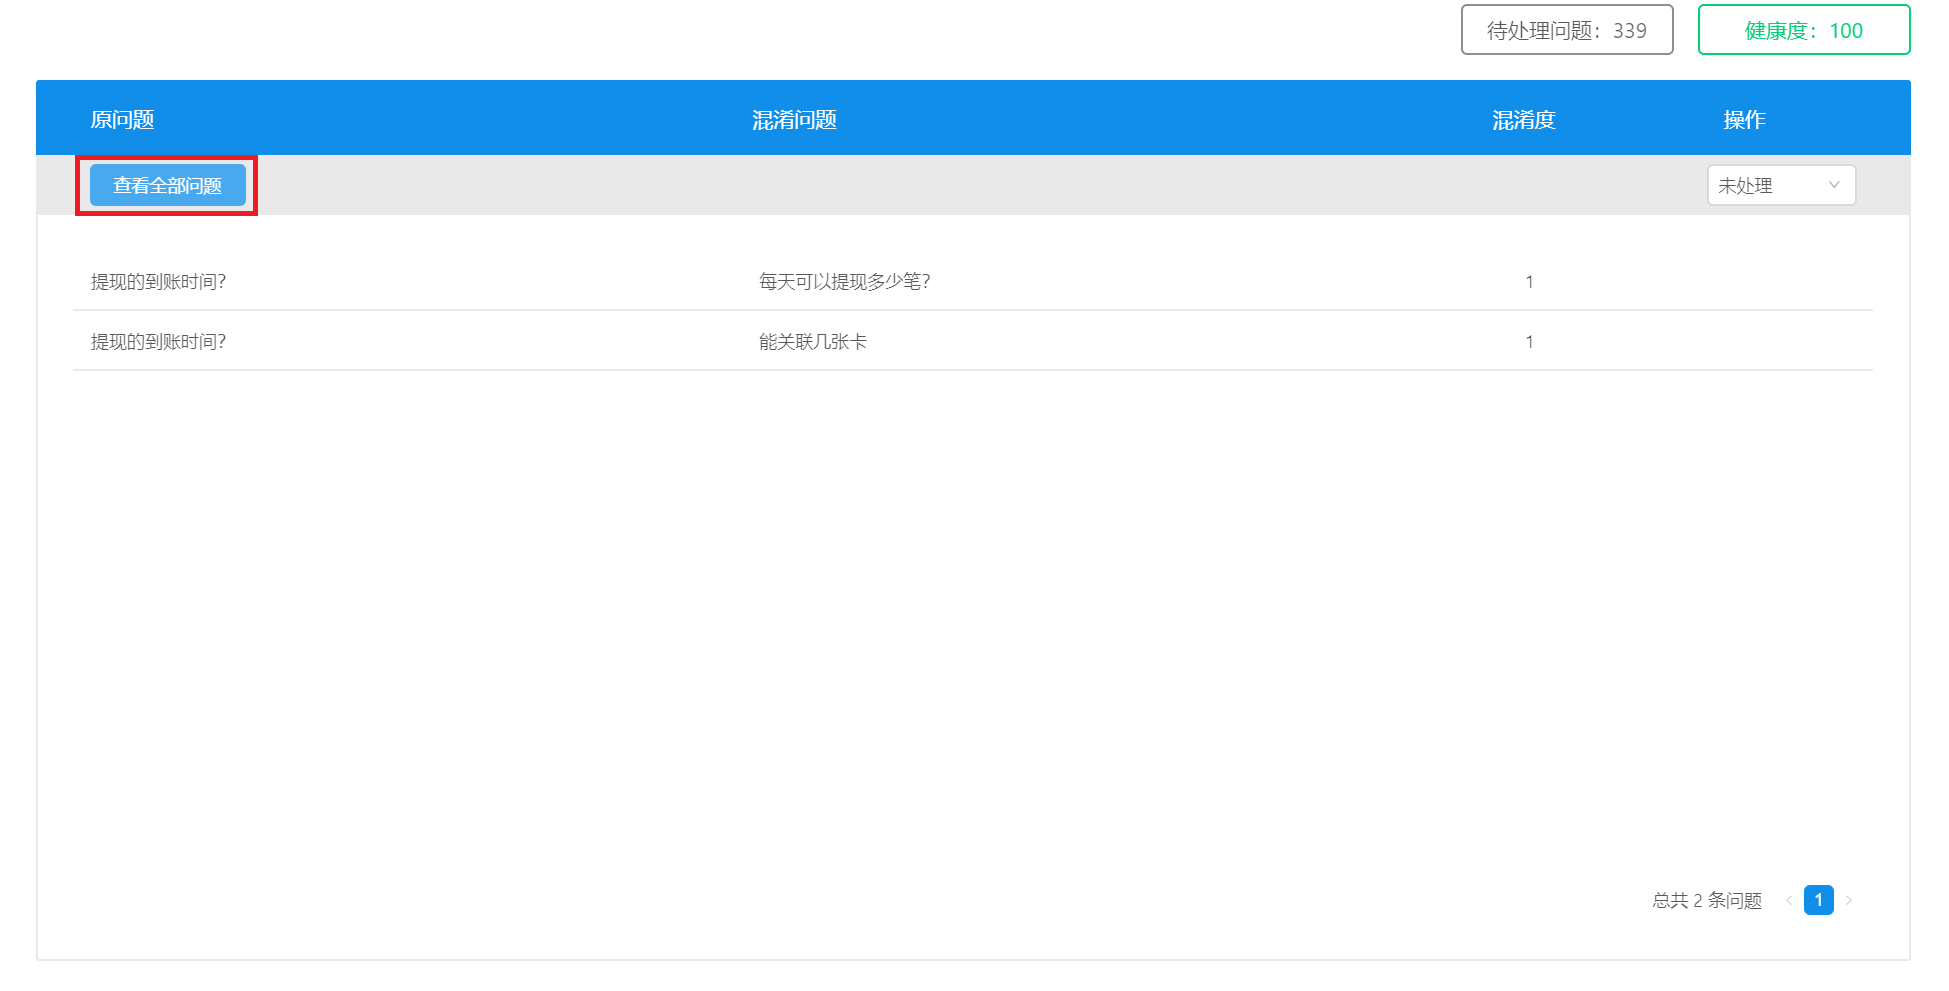 待处理问题：339 健康度：100
原问题 混淆问题 混淆度 操作
查看全部问题 未处理
提现的到账时间? 每天可以提现多少笔? 1
提现的到账时间? 能关联几张卡 1
总共 2 条问题 < 1 >